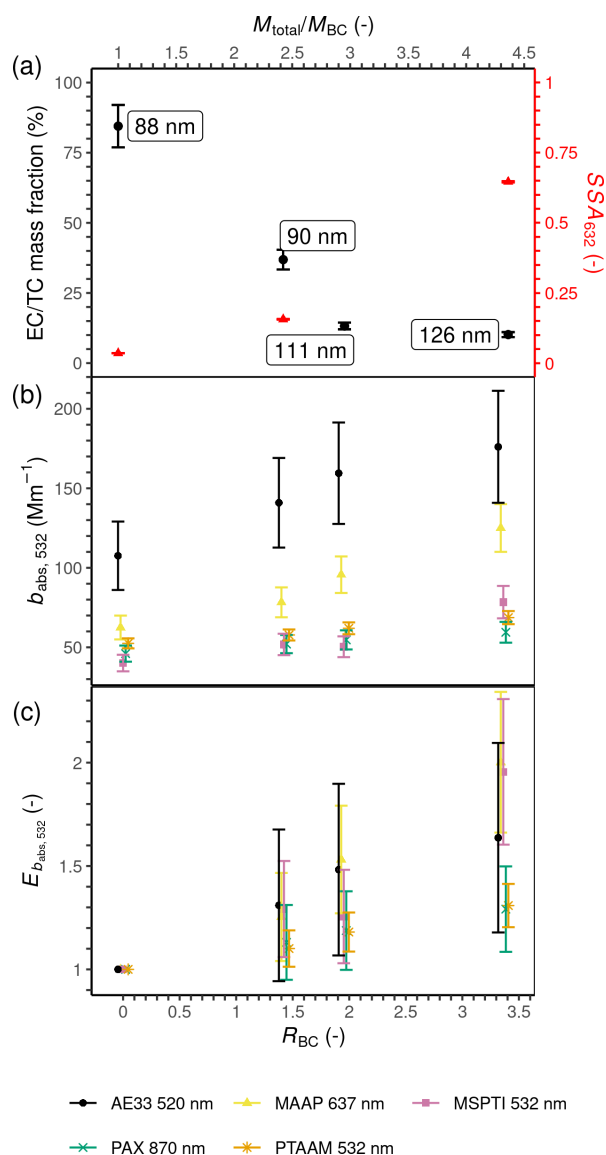 M_total/M_BC (-)
1 1.5 2 2.5 3 3.5 4 4.5
(a)
100 75 50 25 0
EC/TC mass fraction (%)
1 0.75 0.5 0.25 0
SSA_632 (-)
88 nm
90 nm
111 nm
126 nm
(b)
200 150 100 50
b_abs, 532 (Mm⁻¹)
(c)
2 1.5 1
E_b_abs, 532 (-)
0 0.5 1 1.5 2 2.5 3 3.5
R_BC (-)
AE33 520 nm MAAP 637 nm MSPTI 532 nm
PAX 870 nm PTAAM 532 nm